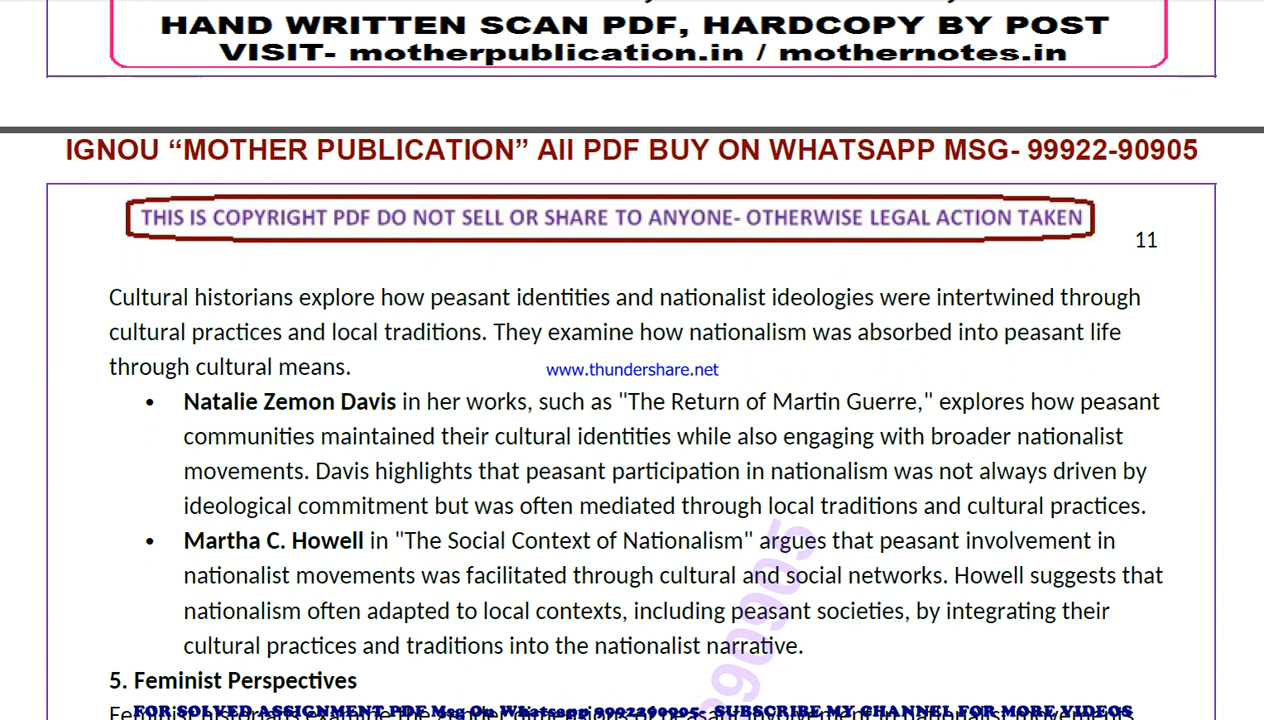 HAND WRITTEN SCAN PDF, HARDCOPY BY POST
VISIT- motherpublication.in / mothernotes.in
IGNOU “MOTHER PUBLICATION” All PDF BUY ON WHATSAPP MSG- 99922-90905
THIS IS COPYRIGHT PDF DO NOT SELL OR SHARE TO ANYONE- OTHERWISE LEGAL ACTION TAKEN
11
Cultural historians explore how peasant identities and nationalist ideologies were intertwined through
cultural practices and local traditions. They examine how nationalism was absorbed into peasant life
through cultural means.
www.thundershare.net
• Natalie Zemon Davis in her works, such as "The Return of Martin Guerre," explores how peasant
communities maintained their cultural identities while also engaging with broader nationalist
movements. Davis highlights that peasant participation in nationalism was not always driven by
ideological commitment but was often mediated through local traditions and cultural practices.
• Martha C. Howell in "The Social Context of Nationalism" argues that peasant involvement in
nationalist movements was facilitated through cultural and social networks. Howell suggests that
nationalism often adapted to local contexts, including peasant societies, by integrating their
cultural practices and traditions into the nationalist narrative.
5. Feminist Perspectives
FOR SOLVED ASSIGNMENT PDF Msg On Whatsapp 9992290905- SUBSCRIBE MY CHANNEL FOR MORE VIDEOS